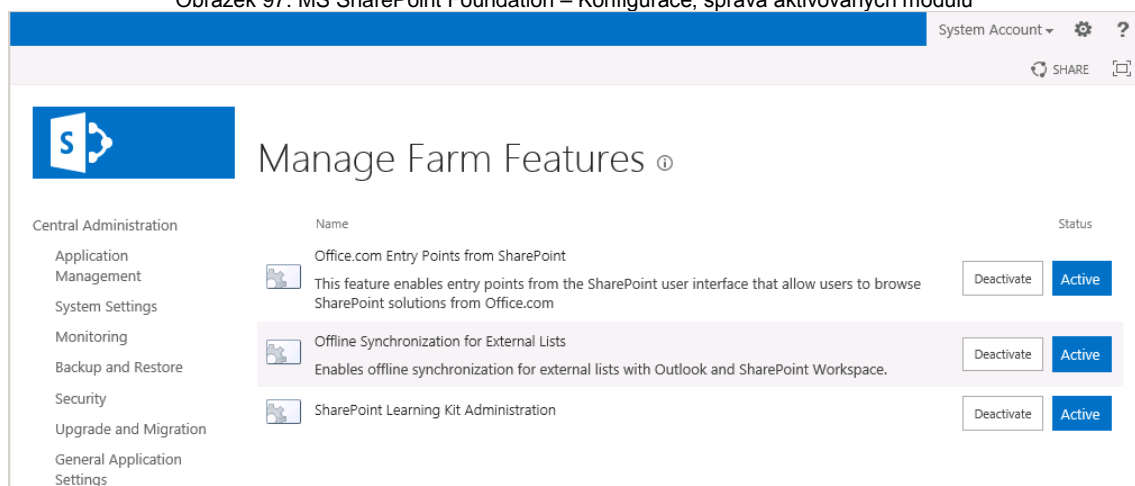 Obrázek 97: MS SharePoint Foundation – Konfigurace, správa aktivovaných modulů
System Account
?
SHARE
S
Manage Farm Features
Central Administration
Application
Management
System Settings
Monitoring
Backup and Restore
Security
Upgrade and Migration
General Application
Settings
Name
Status
Office.com Entry Points from SharePoint
This feature enables entry points from the SharePoint user interface that allow users to browse
SharePoint solutions from Office.com
Deactivate
Active
Offline Synchronization for External Lists
Enables offline synchronization for external lists with Outlook and SharePoint Workspace.
Deactivate
Active
SharePoint Learning Kit Administration
Deactivate
Active